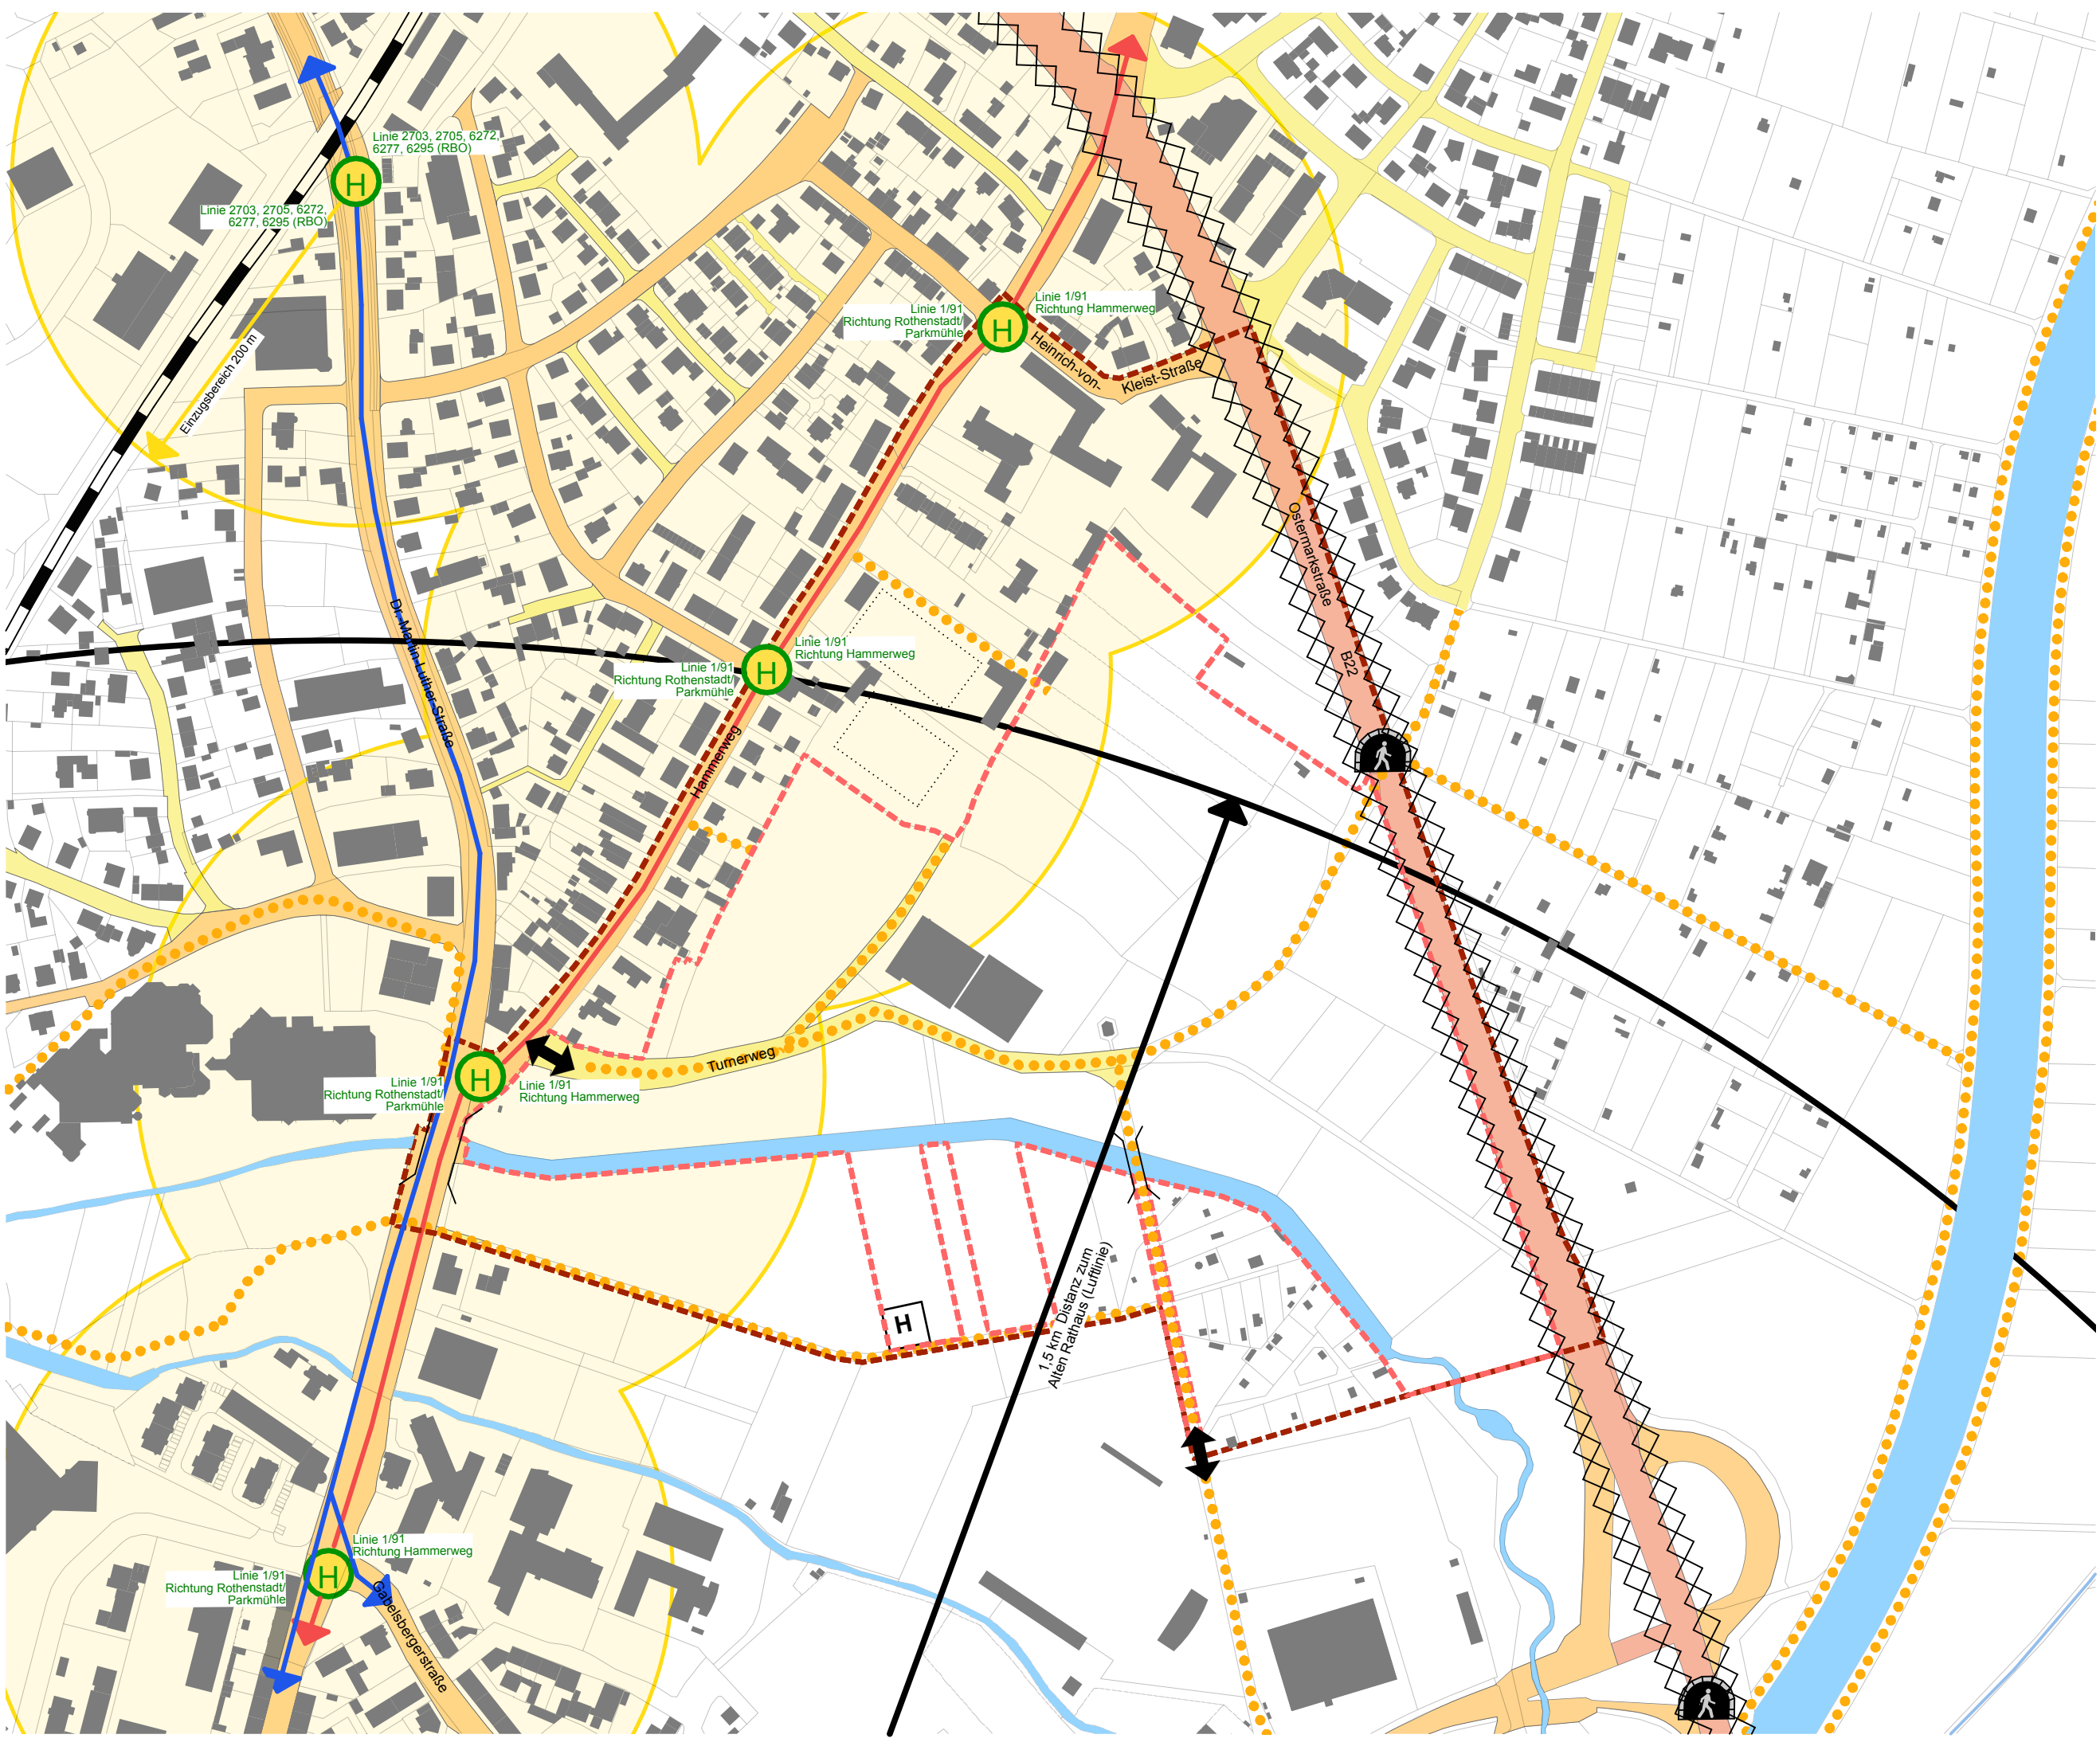 Linie 2703, 2705, 6272,
6277, 6295 (RBO)
H
Linie 2703, 2705, 6272,
6277, 6295 (RBO)
Einzugsbereich 200 m
Linie 1/91
Richtung Hammerweg
Linie 1/91
Richtung Rothenstadt/
Parkmühle
H
Heinrich-von-
Kleist-Straße
Ostermarkstraße
B22
Dr.-Martin-Luther-Straße
Linie 1/91
Richtung Hammerweg
Linie 1/91
Richtung Rothenstadt/
Parkmühle
H
Hammerweg
Turnerweg
H
Linie 1/91
Richtung Rothenstadt/
Parkmühle
Linie 1/91
Richtung Hammerweg
1,5 km Distanz zum
Alten Rathaus (Luftlinie)
H
Linie 1/91
Richtung Hammerweg
Linie 1/91
Richtung Rothenstadt/
Parkmühle
H
Gabelsbergerstraße